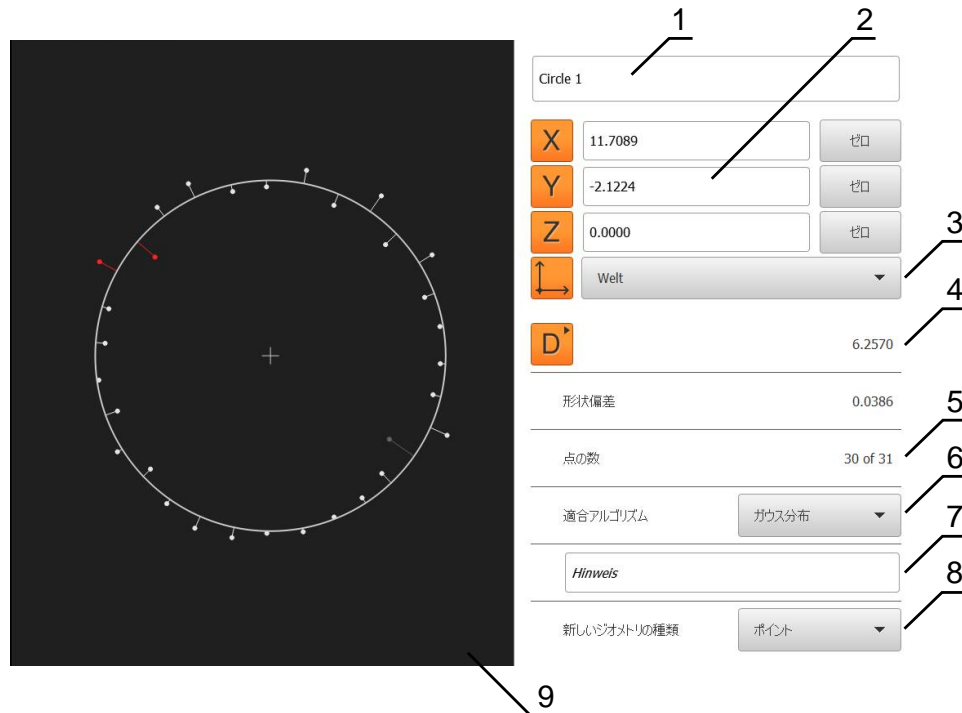 1
2
Circle 1
X 11.7089 ゼロ
Y -2.1224 ゼロ
Z 0.0000 ゼロ
3
Welt
4
D 6.2570
形状偏差 0.0386
5
点の数 30 of 31
6
適合アルゴリズム ガウス分布
7
Hinweis
8
新しいジオメトリの種類 ポイント
9